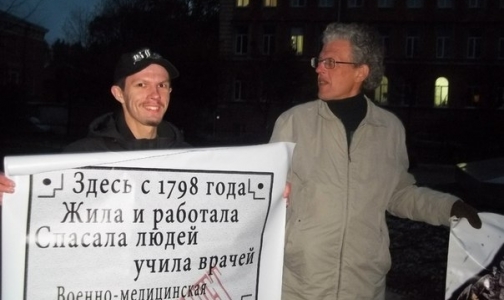 Здесь с 1798 года
Жила и работала
Спасала людей
учила врачей
Военно-медицинская